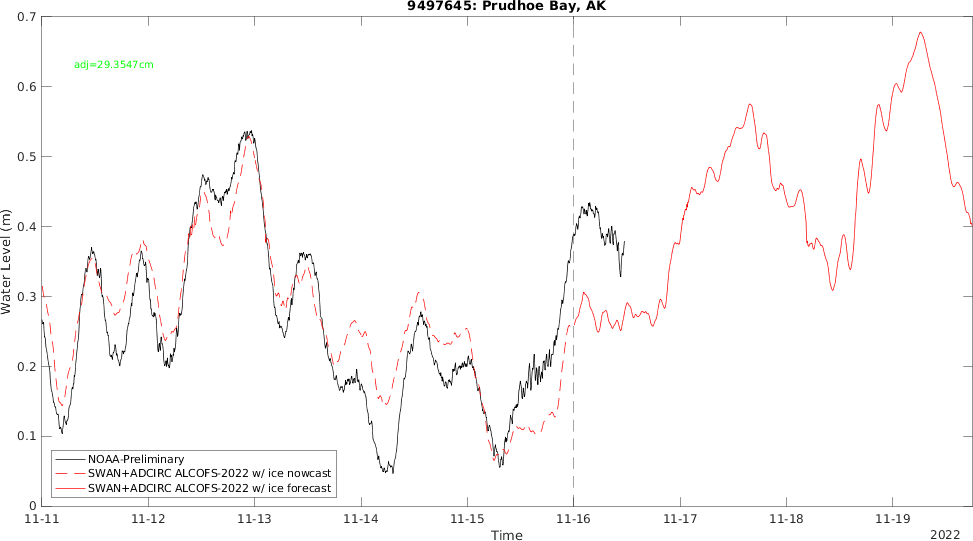 9497645: Prudhoe Bay, AK
adj=29.3547cm
Water Level (m)
0.7
0.6
0.5
0.4
0.3
0.2
0.1
0
NOAA-Preliminary
SWAN+ADCIRC ALCOFS-2022 w/ ice nowcast
SWAN+ADCIRC ALCOFS-2022 w/ ice forecast
11-11 11-12 11-13 11-14 11-15 11-16 11-17 11-18 11-19
Time
2022